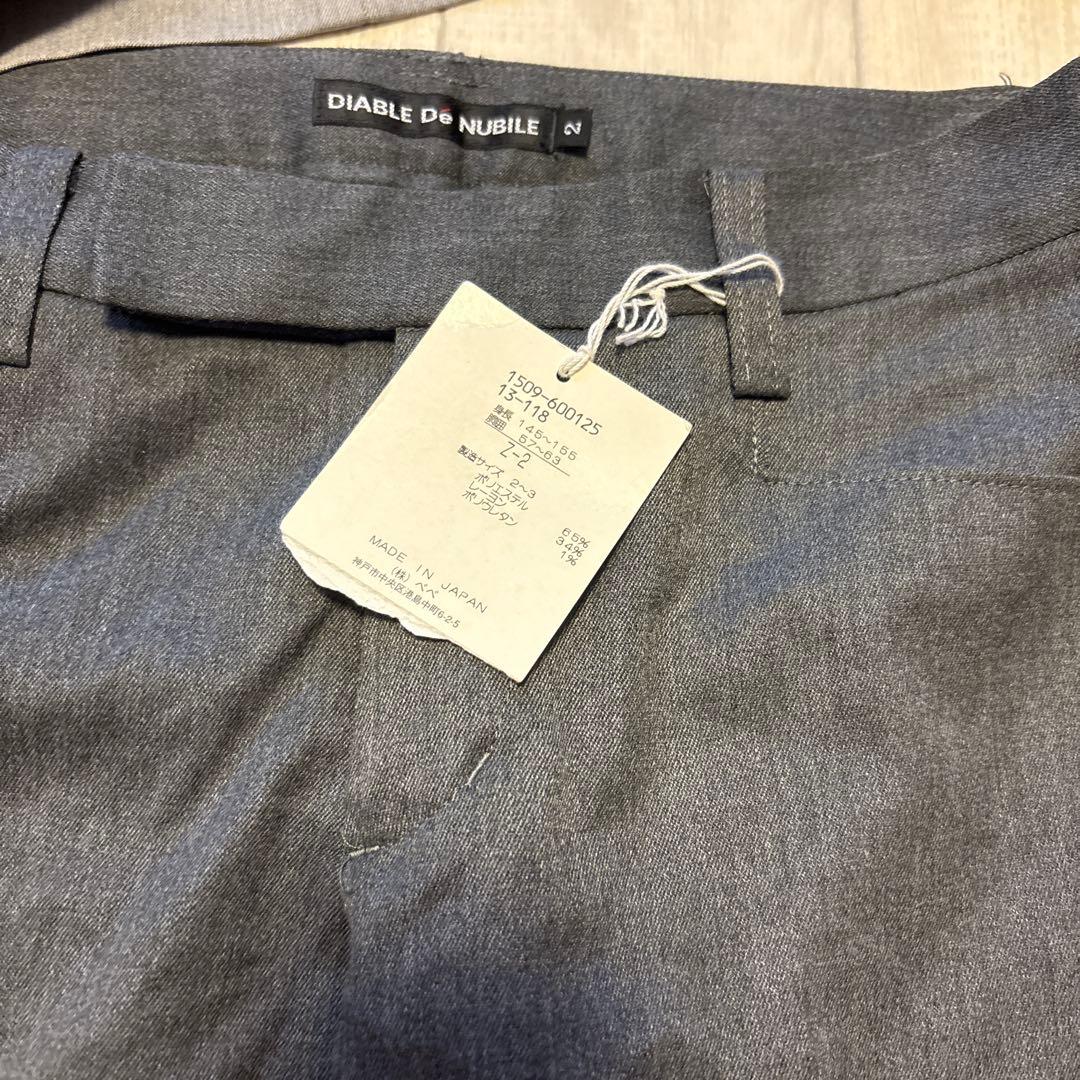 DIABLE Dé NUBILE 2
1509-600125
13-118
身長 145~155
胴囲 57~63
Z-2
製造サイズ 2~3
ポリエステル 65%
レーヨン 34%
ポリウレタン 1%
MADE IN JAPAN
(株) べべ
神戸市中央区港島中町6-2-5